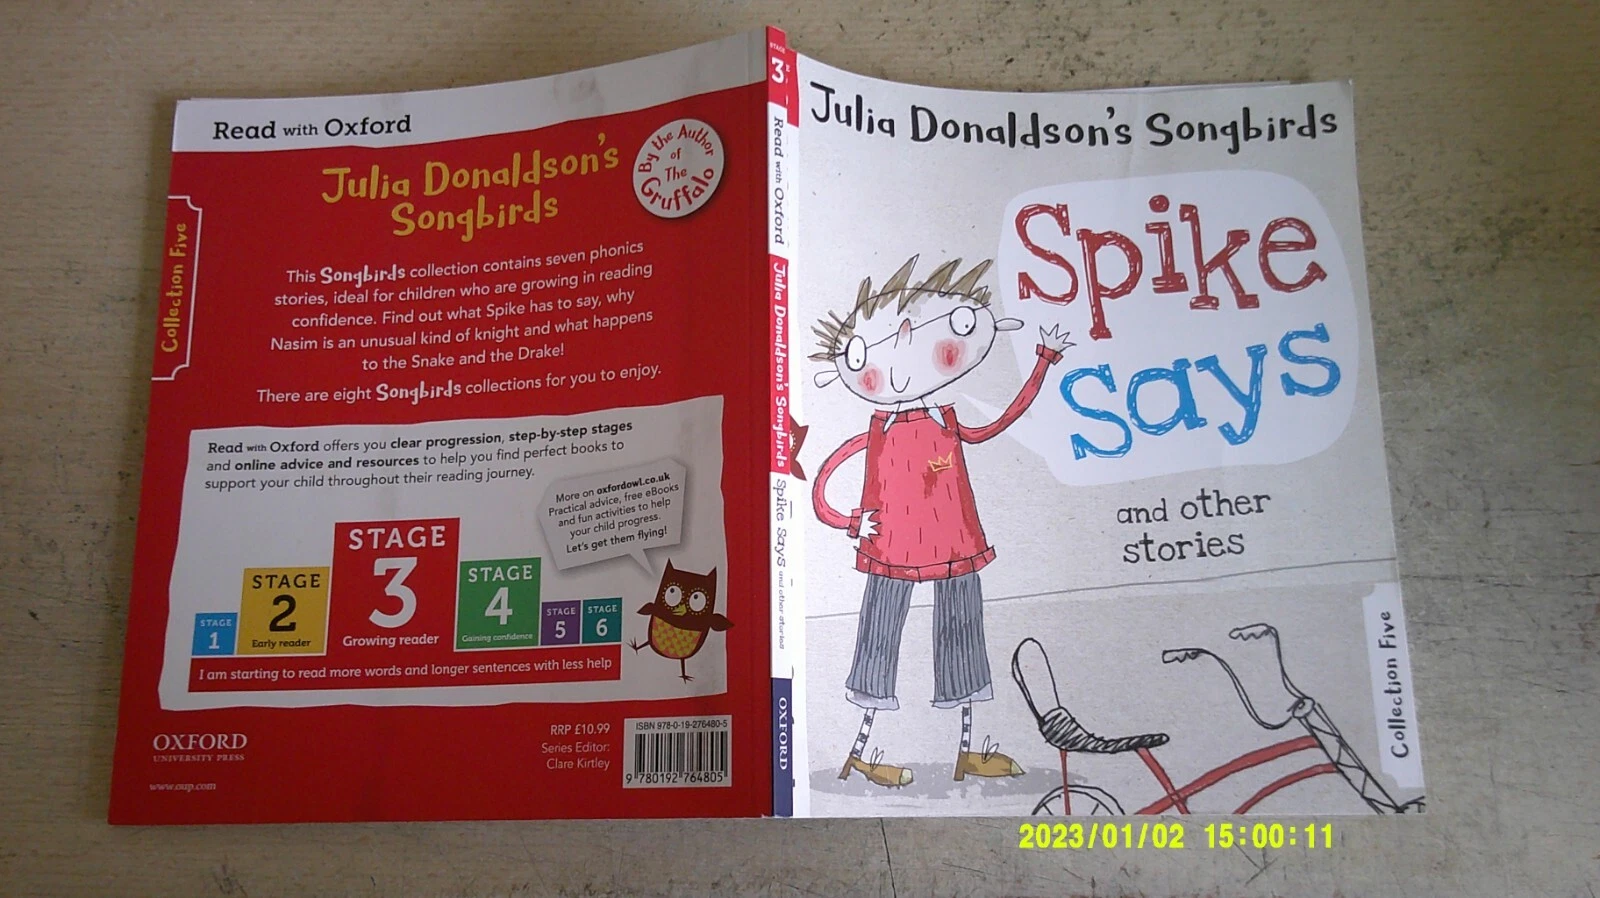 Read with Oxford
Julia Donaldson's
Songbirds
By the Author
of
The
Gruffalo
Collection Five
This Songbirds collection contains seven phonics
stories, ideal for children who are growing in reading
confidence. Find out what Spike has to say, why
Nasim is an unusual kind of knight and what happens
to the Snake and the Drake!
There are eight Songbirds collections for you to enjoy.
Read with Oxford offers you clear progression, step-by-step stages
and online advice and resources to help you find perfect books to
support your child throughout their reading journey.
More on oxfordowl.co.uk
Practical advice, free eBooks
and fun activities to help
your child progress.
Let's get them flying!
STAGE
1
STAGE
2
Early reader
STAGE
3
Growing reader
STAGE
4
Gaining confidence
STAGE
5
STAGE
6
I am starting to read more words and longer sentences with less help
OXFORD
UNIVERSITY PRESS
www.oup.com
RRP £10.99
Series Editor:
Clare Kirtley
ISBN 978-0-19-276480-5
9 780192 764805
STAGE
3
Read with Oxford
Julia Donaldson's Songbirds
Spike Says and other stories
OXFORD
Julia Donaldson's Songbirds
Spike
Says
and other
stories
Collection Five
2023/01/02 15:00:11